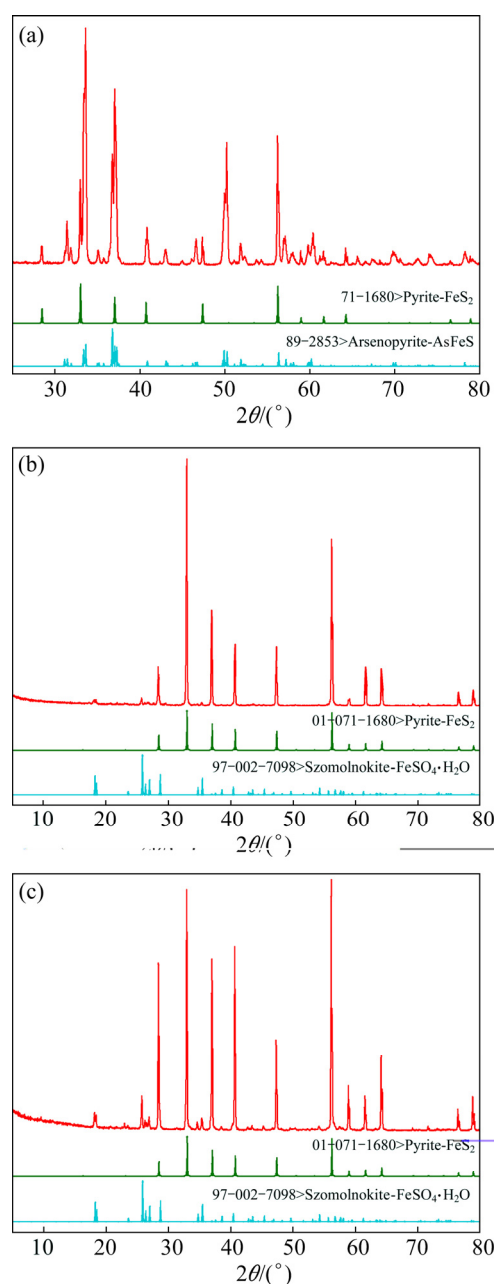 (a)
71−1680>Pyrite-FeS₂
89−2853>Arsenopyrite-AsFeS
30 40 50 60 70 80
2θ/(°)
(b)
01−071−1680>Pyrite-FeS₂
97−002−7098>Szomolnokite-FeSO₄•H₂O
10 20 30 40 50 60 70 80
2θ/(°)
(c)
01−071−1680>Pyrite-FeS₂
97−002−7098>Szomolnokite-FeSO₄•H₂O
10 20 30 40 50 60 70 80
2θ/(°)